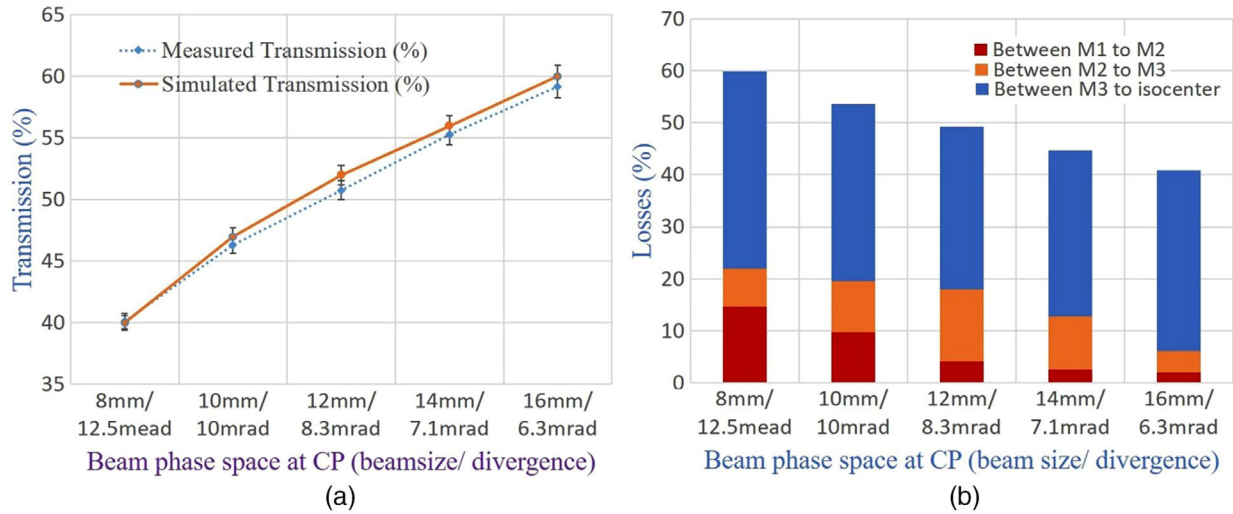 65
60
55
50
45
40
35
Transmission (%)
Measured Transmission (%)
Simulated Transmission (%)
8mm/ 10mm/ 12mm/ 14mm/ 16mm/
12.5mead 10mrad 8.3mrad 7.1mrad 6.3mrad
Beam phase space at CP (beamsize/ divergence)
(a)
70
60
50
40
30
20
10
0
Losses (%)
Between M1 to M2
Between M2 to M3
Between M3 to isocenter
8mm/ 10mm/ 12mm/ 14mm/ 16mm/
12.5mead 10mrad 8.3mrad 7.1mrad 6.3mrad
Beam phase space at CP (beam size/ divergence)
(b)